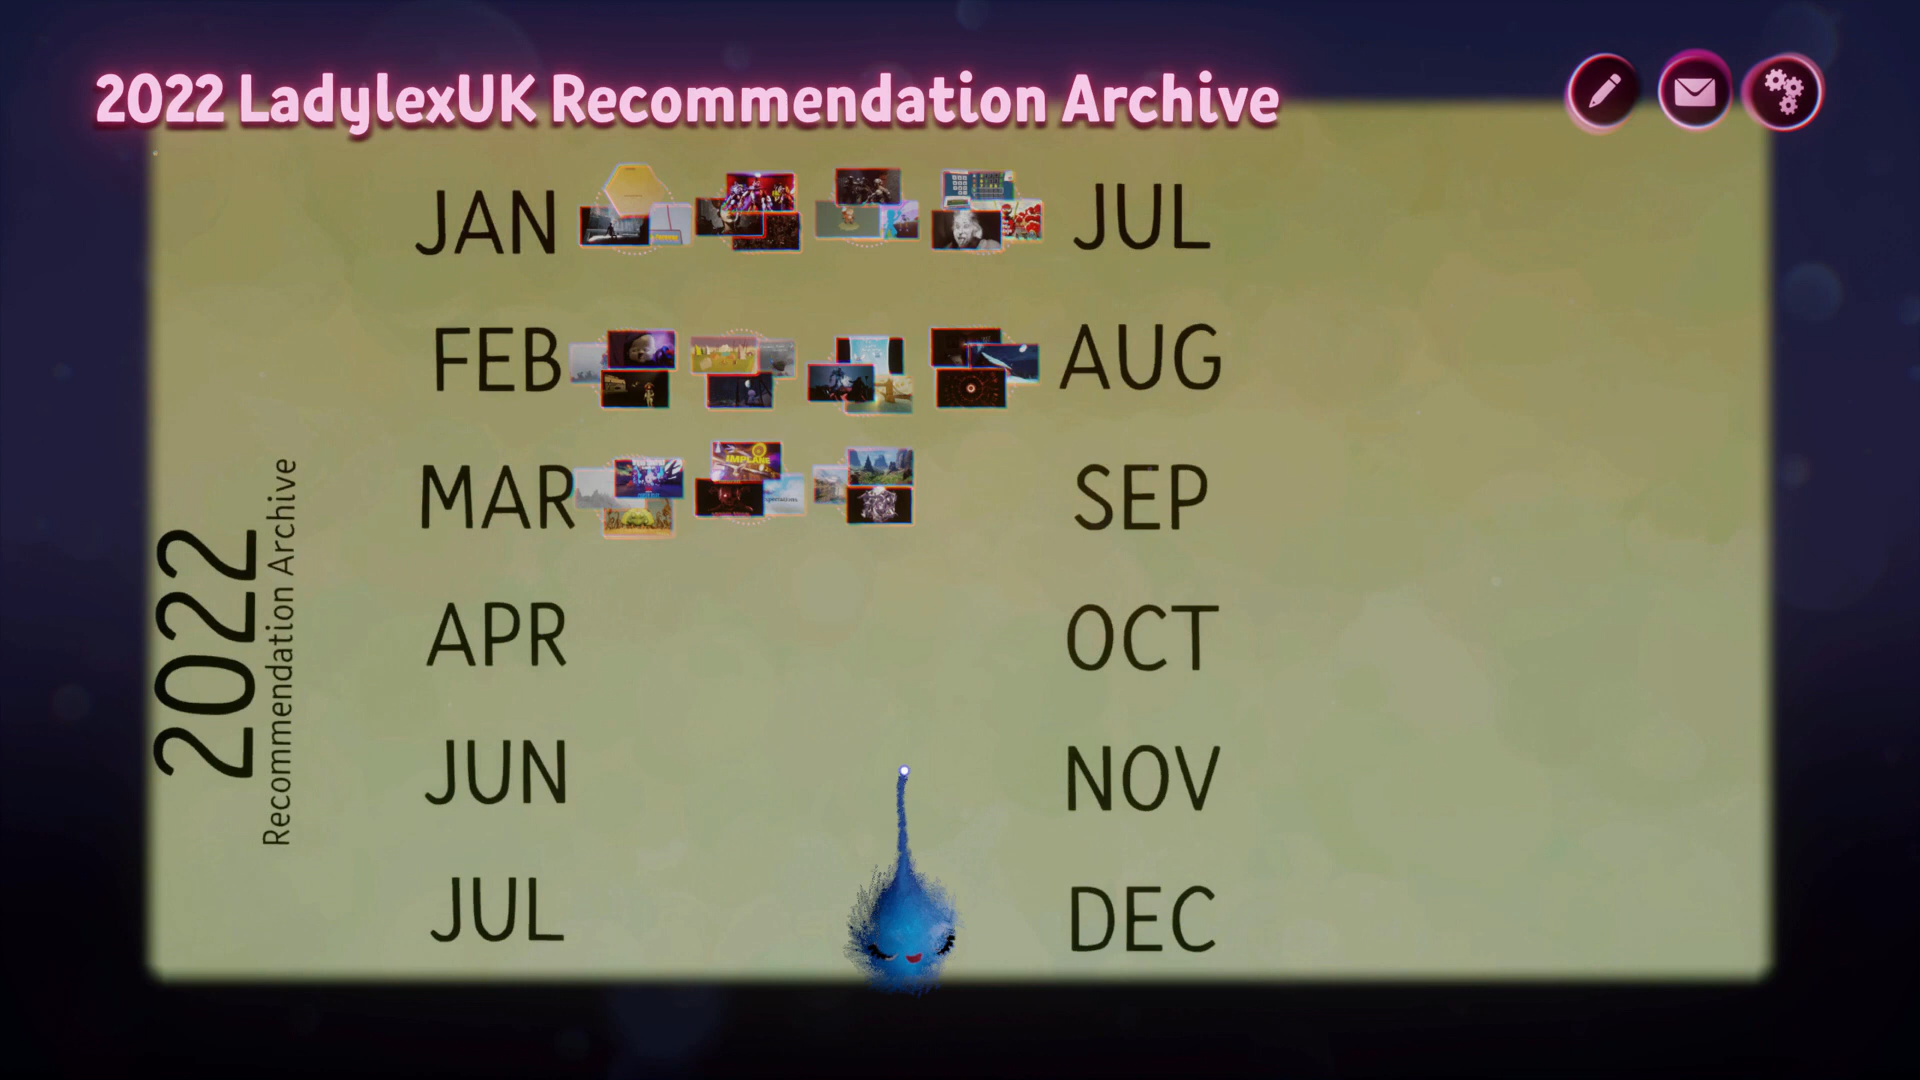 2022 LadylexUK Recommendation Archive
2022
Recommendation Archive
JAN
FEB
MAR
APR
JUN
JUL
JUL
AUG
SEP
OCT
NOV
DEC
IMPLANE